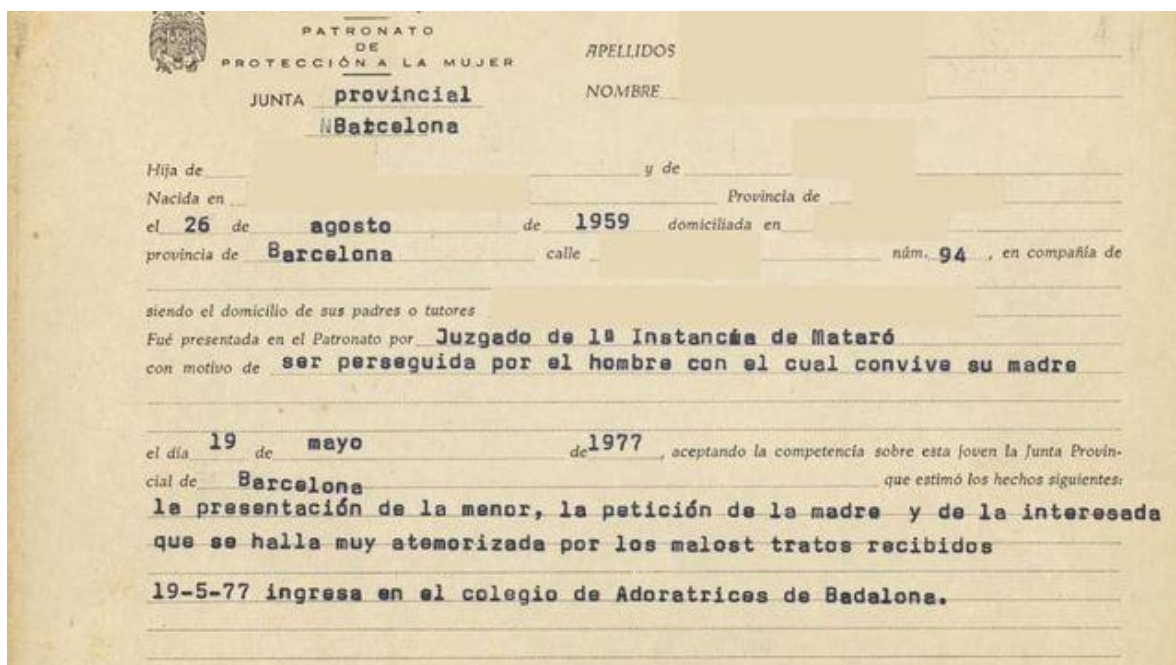 PATRONATO
DE
PROTECCIÓN A LA MUJER
APELLIDOS
JUNTA provincial
NOMBRE
NBatcelona
Hija de y de
Nacida en Provincia de
el 26 de agosto de 1959 domiciliada en
provincia de Barcelona calle núm. 94 , en compañía de
siendo el domicilio de sus padres o tutores
Fué presentada en el Patronato por Juzgado de 1ª Instancia de Mataró
con motivo de ser perseguida por el hombre con el cual convive su madre
el día 19 de mayo de 1977 , aceptando la competencia sobre esta joven la Junta Provin-
cial de Barcelona que estimó los hechos siguientes:
la presentación de la menor, la petición de la madre y de la interesada
que se halla muy atemorizada por los malost tratos recibidos
19-5-77 ingresa en el colegio de Adoratrices de Badalona.